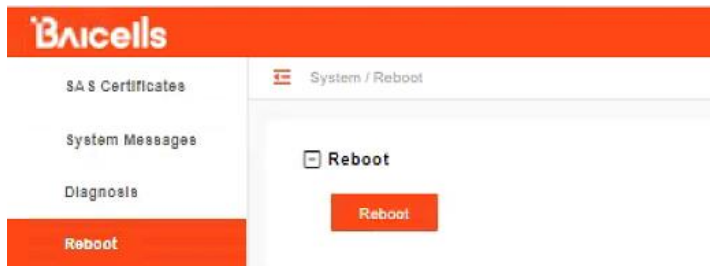 Baicells
SAS Certificates
System / Reboot
System Messages
Reboot
Diagnosis
Reboot
Reboot